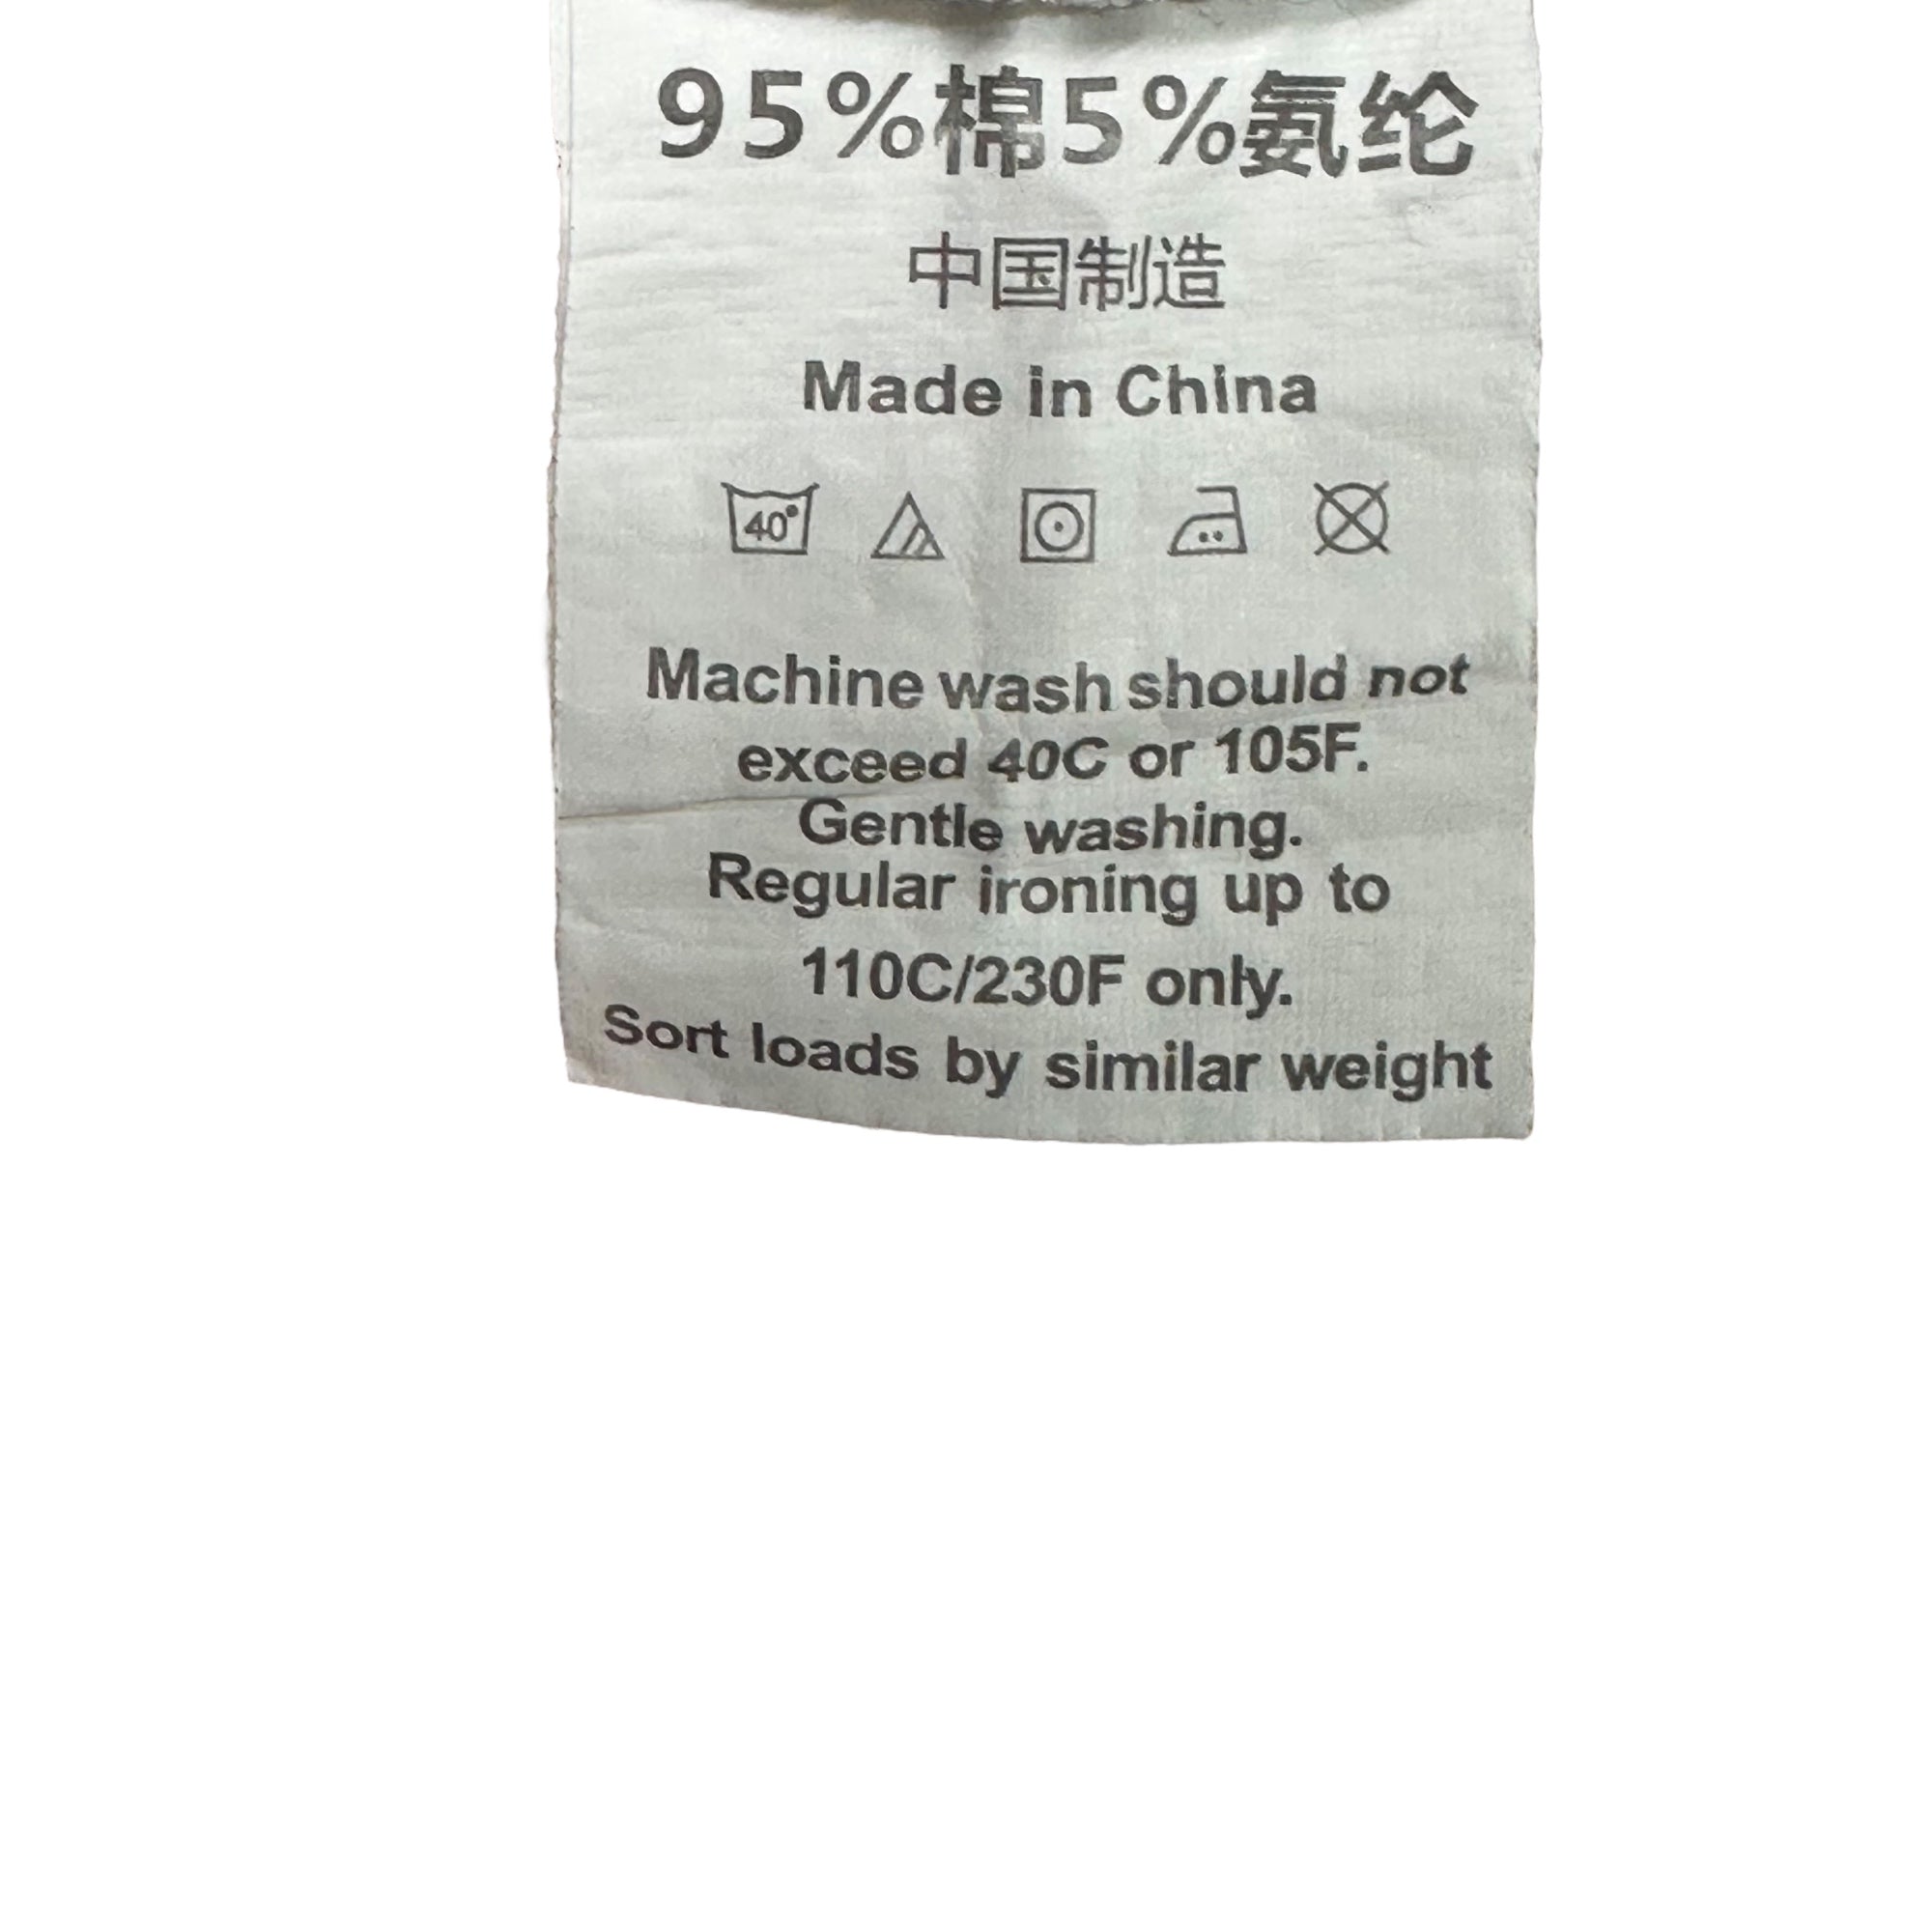 95%棉5%氨纶
中国制造
Made in China
40°
Machine wash should not
exceed 40C or 105F.
Gentle washing.
Regular ironing up to
110C/230F only.
Sort loads by similar weight